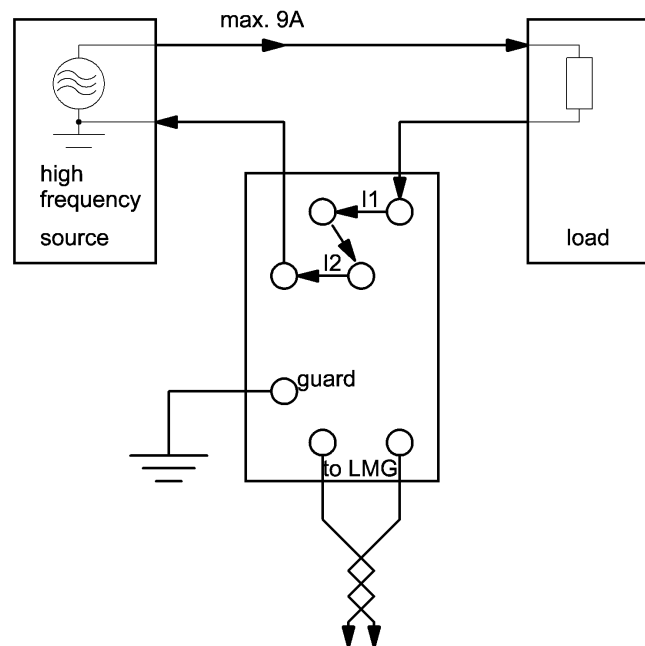 max. 9A
high
frequency
source
load
I1
I2
guard
to LMG